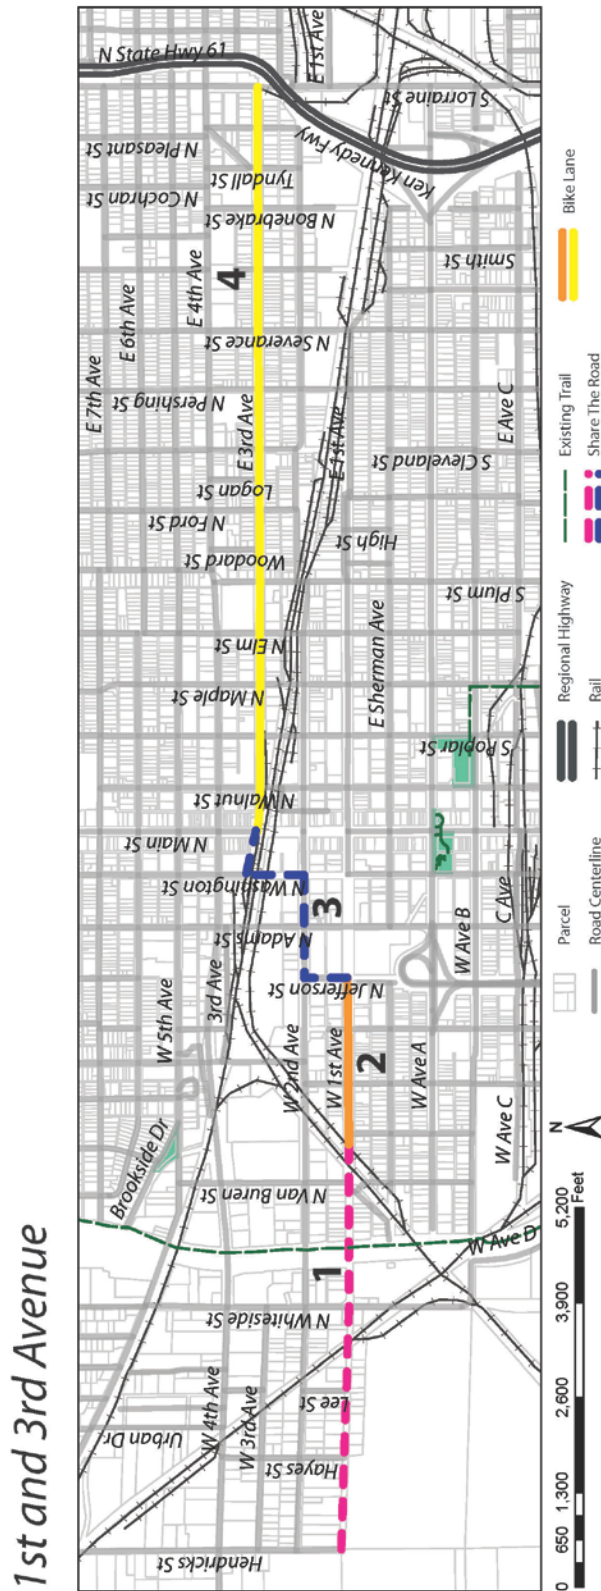 1st and 3rd Avenue
N State Hwy 61
E 1st Ave
N Pleasant St
S Lorraine St
Tyndall St
Ken Kennedy Fwy
N Cochran St
N Bonebrake St
E 4th Ave
4
Smith St
E 6th Ave
N Severance St
E 7th Ave
N Pershing St
E 3rd Ave
E 1st Ave
E Ave C
S Cleveland St
Logan St
N Ford St
High St
Woodard St
S Plum St
N Elm St
E Sherman Ave
N Maple St
S Poplar St
N Walnut St
N Main St
N Washington St
3
C Ave
N Adams St
W Ave B
3rd Ave
W 5th Ave
N Jefferson St
W 2nd Ave
W 1st Ave
2
W Ave A
W Ave C
Brookside Dr
N Van Buren St
W Ave D
1
N Whiteside St
W 4th Ave
W 3rd Ave
Lee St
Urban Dr
Hayes St
Hendricks St
0 650 1,300 2,600 3,900 5,200
Feet
N
Parcel
Road Centerline
Regional Highway
Rail
Existing Trail
Share The Road
Bike Lane